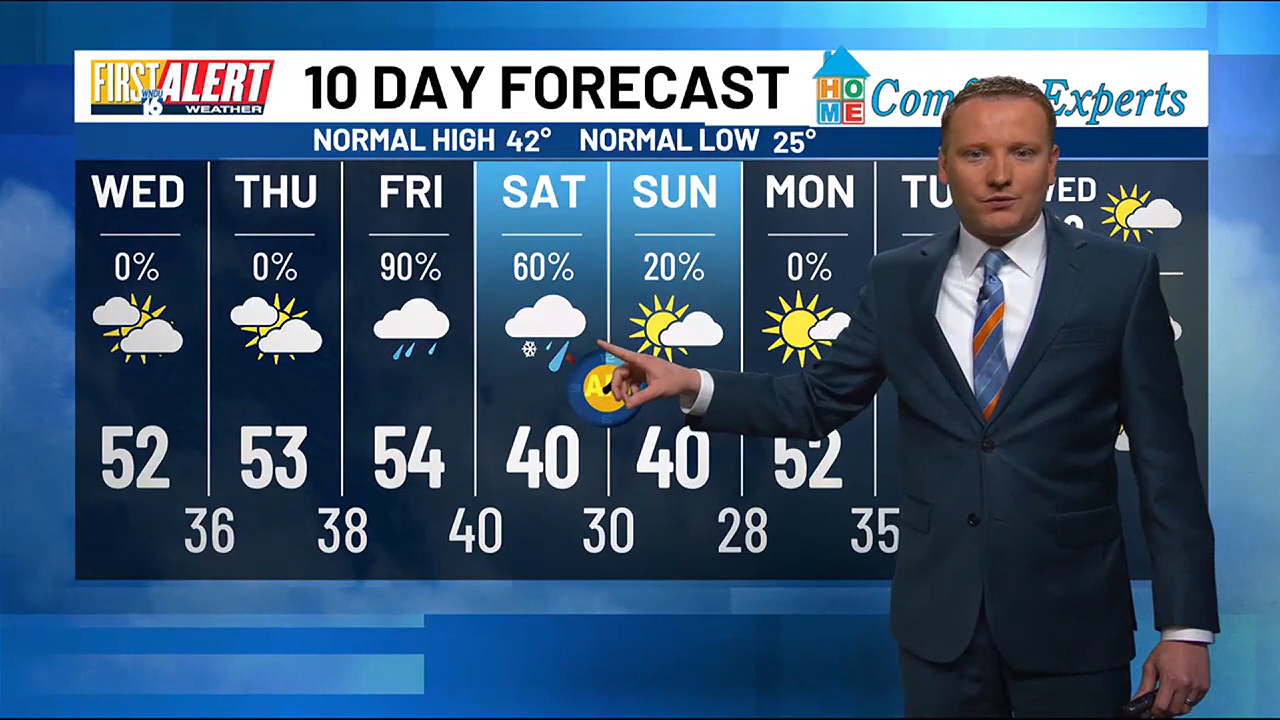 FIRST ALERT
WNDU
16
WEATHER
10 DAY FORECAST
HOME
Experts
NORMAL HIGH 42° NORMAL LOW 25°
WED THU FRI SAT SUN MON
0% 0% 90% 60% 20% 0%
52 53 54 40 40 52
36 38 40 30 28 35